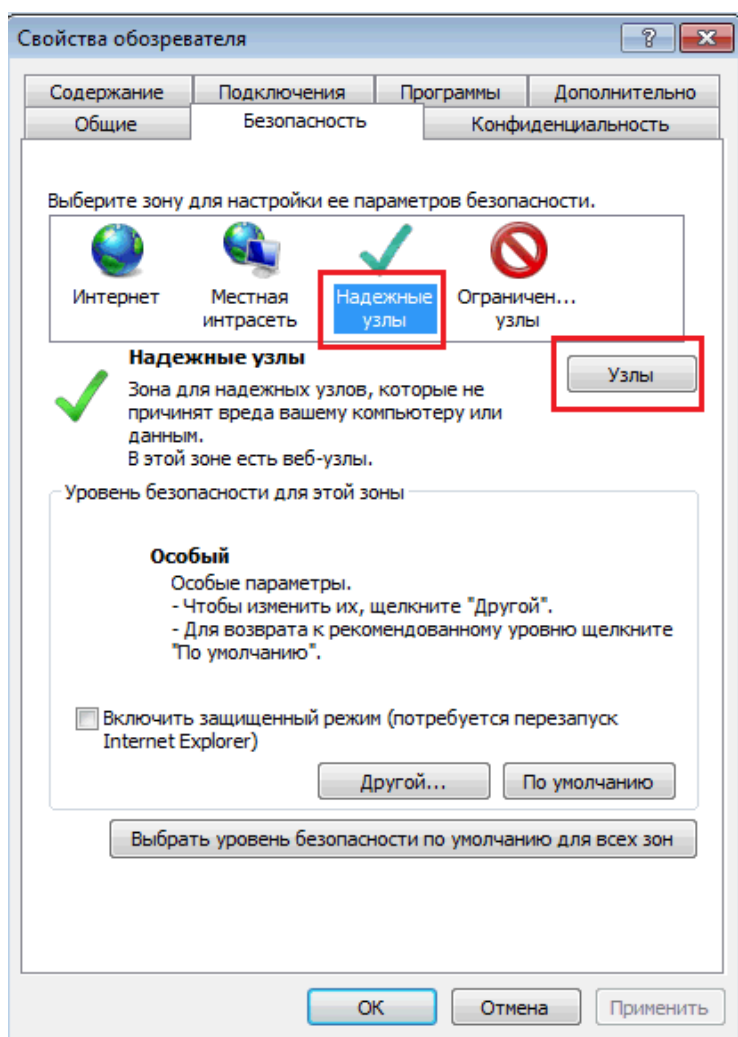 Свойства обозревателя
Содержание Подключения Программы Дополнительно
Общие Безопасность Конфиденциальность
Выберите зону для настройки ее параметров безопасности.
Интернет Местная интрасеть Надежные узлы Ограничен... узлы
Надежные узлы
Узлы
Зона для надежных узлов, которые не
причинят вреда вашему компьютеру или
данным.
В этой зоне есть веб-узлы.
Уровень безопасности для этой зоны
Особый
Особые параметры.
- Чтобы изменить их, щелкните "Другой".
- Для возврата к рекомендованному уровню щелкните
"По умолчанию".
Включить защищенный режим (потребуется перезапуск
Internet Explorer)
Другой... По умолчанию
Выбрать уровень безопасности по умолчанию для всех зон
ОК Отмена Применить